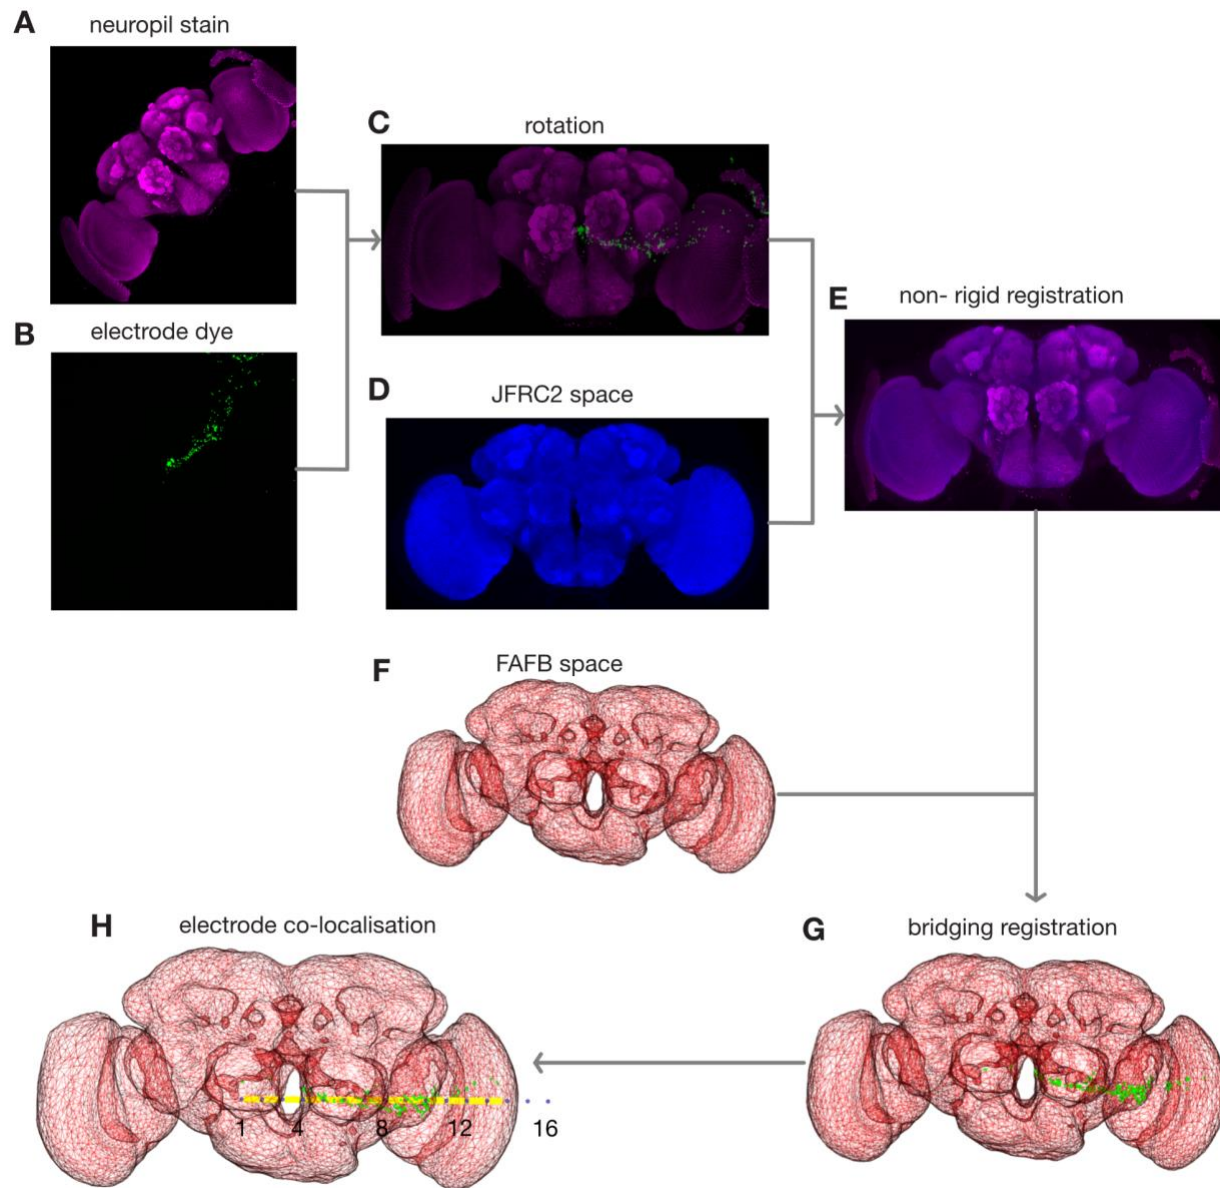 A neuropil stain
C rotation
E non- rigid registration
B electrode dye
D JFRC2 space
F FAFB space
H electrode co-localisation
G bridging registration
1 4 8 12 16